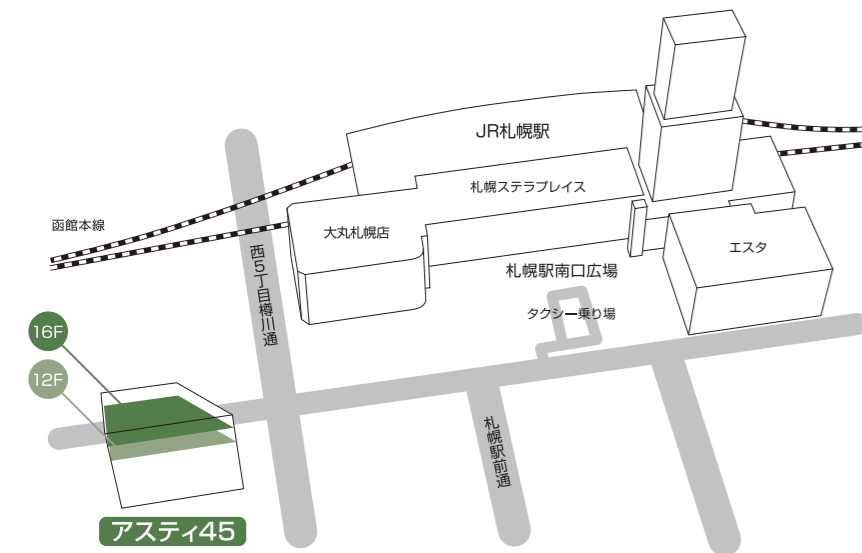 JR札幌駅
札幌ステラプレイス
函館本線
大丸札幌店
エスタ
西5丁目樽川通
札幌駅南口広場
タクシー乗り場
16F
12F
札幌駅前通
アスティ45